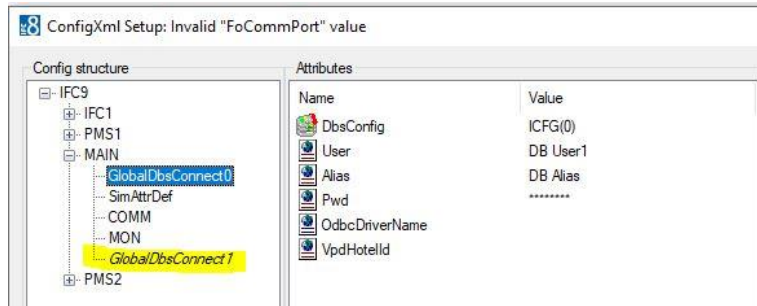 ConfigXml Setup: Invalid "FoCommPort" value
Config structure
IFC9
IFC1
PMS1
MAIN
GlobalDbsConnect0
SimAttrDef
COMM
MON
GlobalDbsConnect1
PMS2
Attributes
Name Value
DbsConfig ICFG(0)
User DB User1
Alias DB Alias
Pwd ********
OdbcDriverName
VpdHotelId